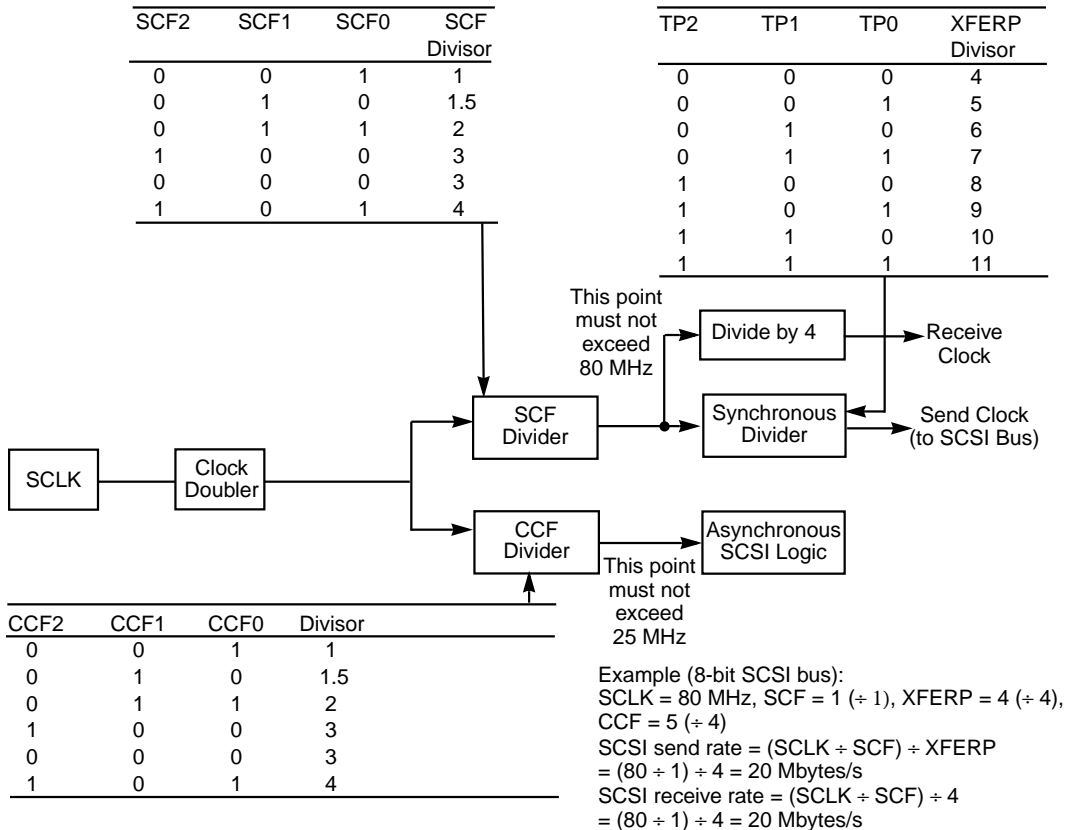 SCF2 SCF1 SCF0 SCF
Divisor
0 0 1 1
0 1 0 1.5
0 1 1 2
1 0 0 3
0 0 0 3
1 0 1 4
TP2 TP1 TP0 XFERP
Divisor
0 0 0 4
0 0 1 5
0 1 0 6
0 1 1 7
1 0 0 8
1 0 1 9
1 1 0 10
1 1 1 11
This point
must not
exceed
80 MHz
Divide by 4
Receive
Clock
SCF
Divider
Synchronous
Divider
Send Clock
(to SCSI Bus)
SCLK
Clock
Doubler
CCF
Divider
Asynchronous
SCSI Logic
This point
must not
exceed
25 MHz
CCF2 CCF1 CCF0 Divisor
0 0 1 1
0 1 0 1.5
0 1 1 2
1 0 0 3
0 0 0 3
1 0 1 4
Example (8-bit SCSI bus):
SCLK = 80 MHz, SCF = 1 (÷ 1), XFERP = 4 (÷ 4),
CCF = 5 (÷ 4)
SCSI send rate = (SCLK ÷ SCF) ÷ XFERP
= (80 ÷ 1) ÷ 4 = 20 Mbytes/s
SCSI receive rate = (SCLK ÷ SCF) ÷ 4
= (80 ÷ 1) ÷ 4 = 20 Mbytes/s